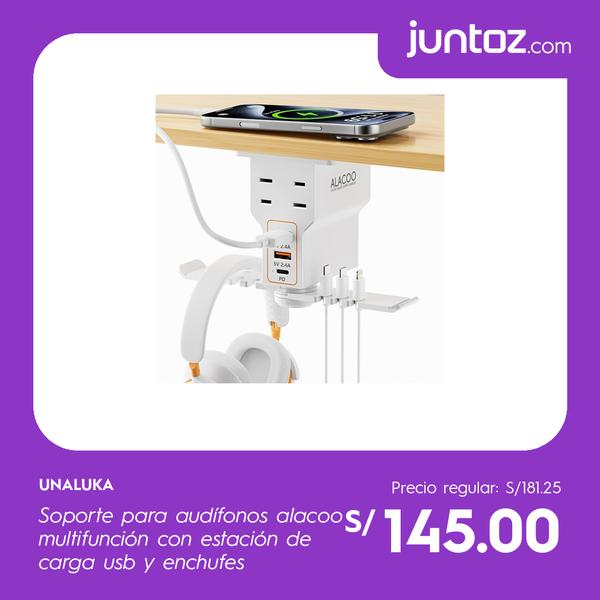 juntoz.com
ALACOO
2.4A
5V 2.4A
PD
UNALUKA
Soporte para audífonos alacoo
multifunción con estación de
carga usb y enchufes
Precio regular: S/181.25
S/145.00